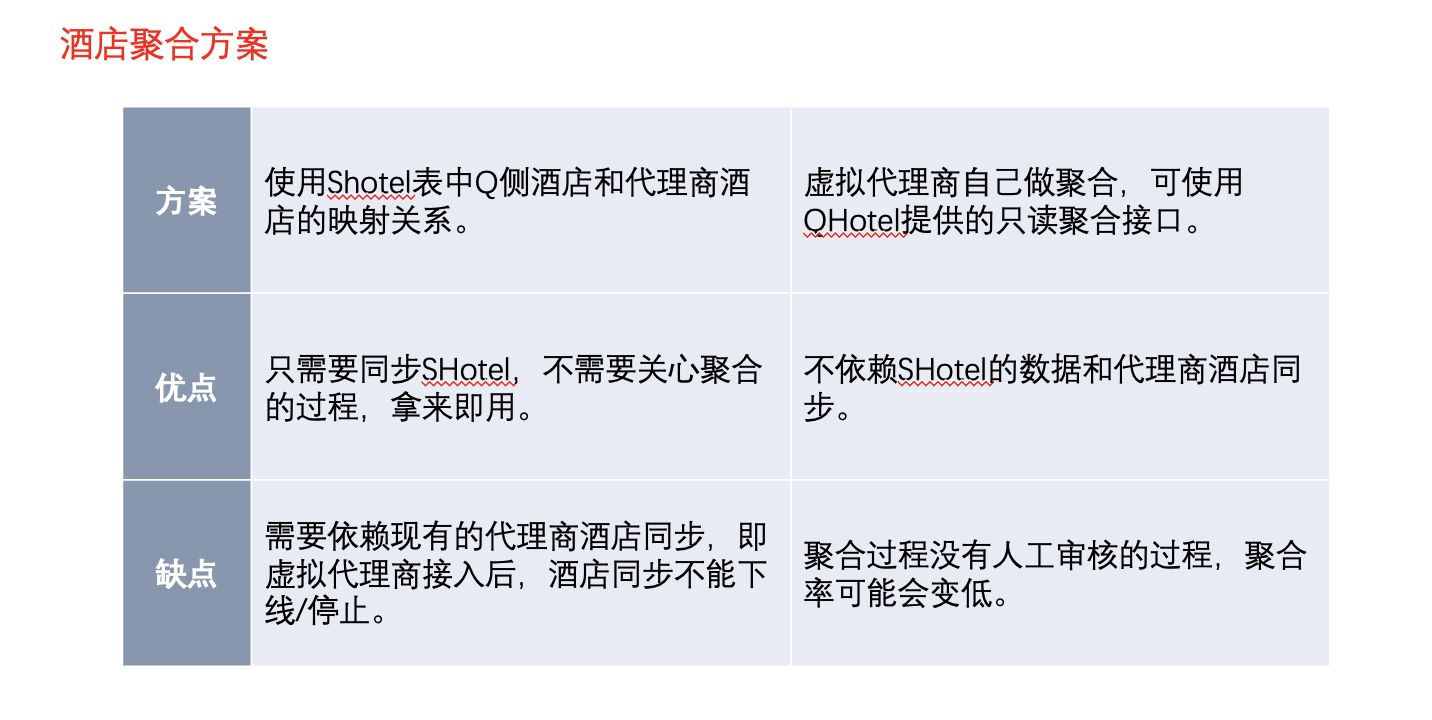 酒店聚合方案
方案
使用Shotel表中Q侧酒店和代理商酒
店的映射关系。
虚拟代理商自己做聚合，可使用
QHotel提供的只读聚合接口。
优点
只需要同步SHotel，不需要关心聚合
的过程，拿来即用。
不依赖SHotel的数据和代理商酒店同
步。
缺点
需要依赖现有的代理商酒店同步，即
虚拟代理商接入后，酒店同步不能下
线/停止。
聚合过程没有人工审核的过程，聚合
率可能会变低。